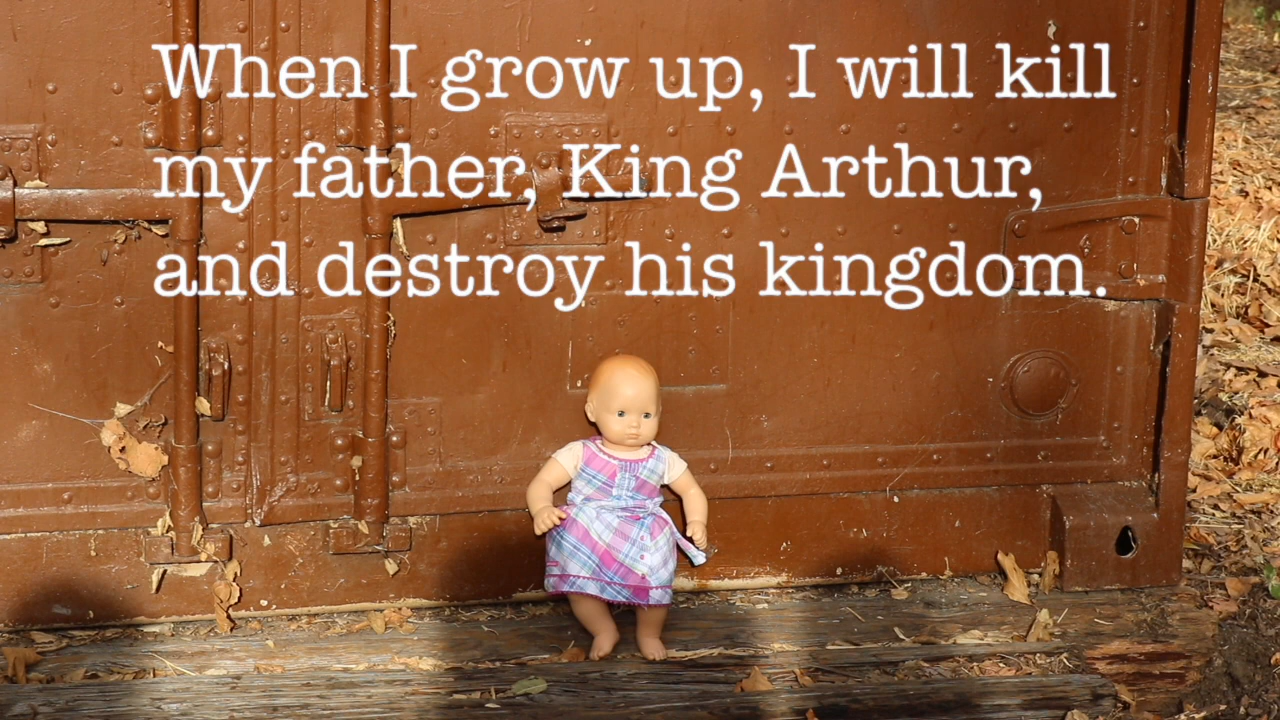 When I grow up, I will kill
my father, King Arthur,
and destroy his kingdom.